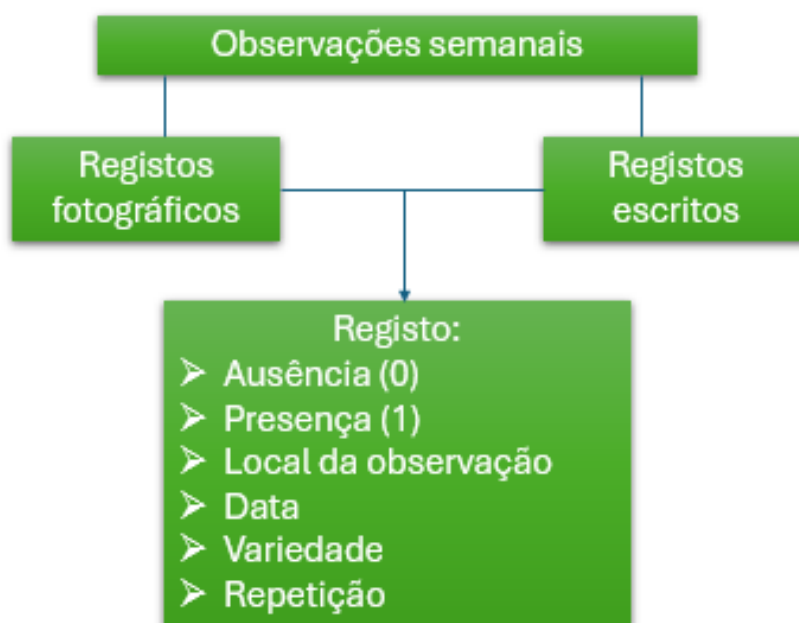 Observações semanais
Registos
fotográficos
Registos
escritos
Registo:
➢ Ausência (0)
➢ Presença (1)
➢ Local da observação
➢ Data
➢ Variedade
➢ Repetição